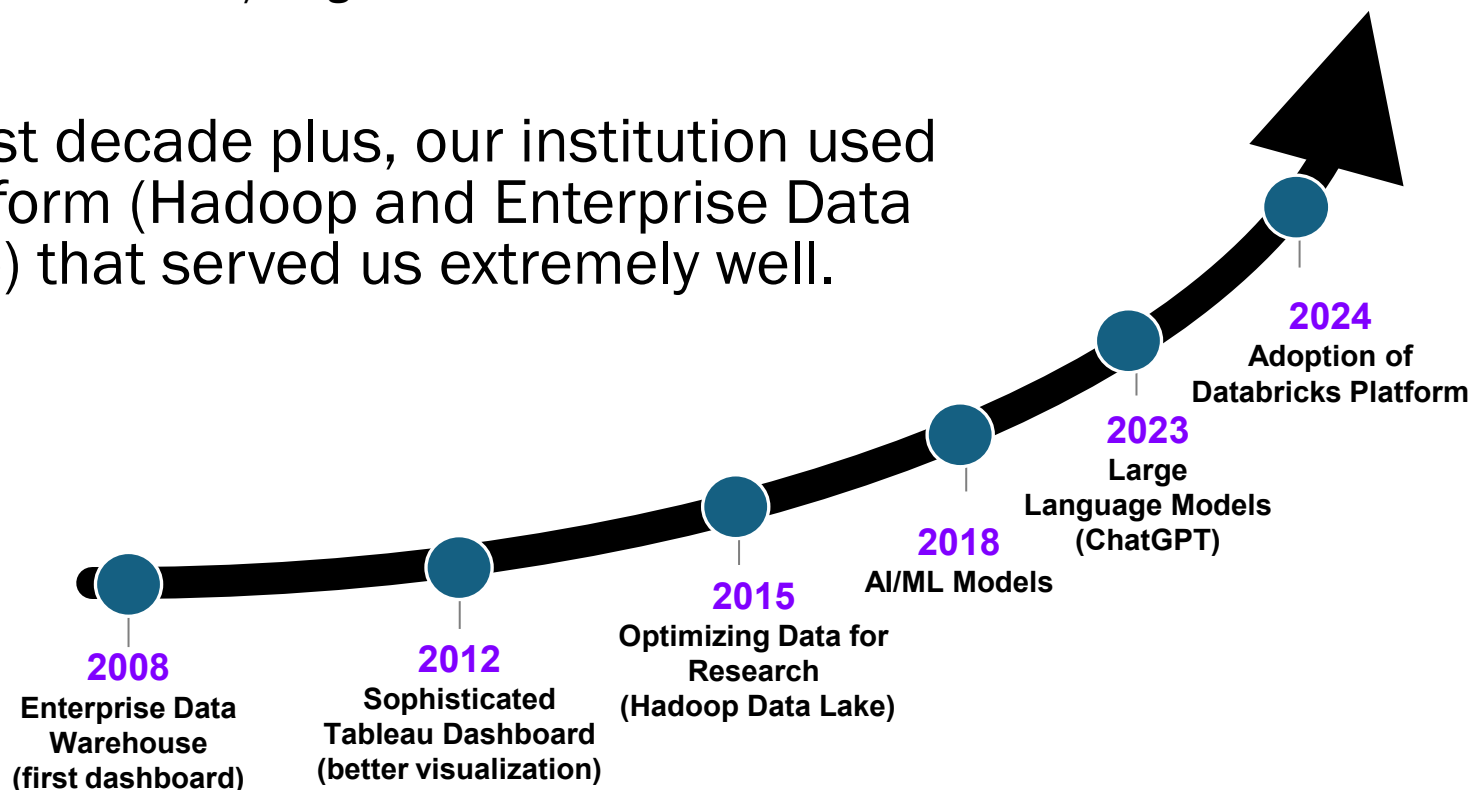 st decade plus, our institution used
form (Hadoop and Enterprise Data
) that served us extremely well.
2024
Adoption of
Databricks Platform
2023
Large
Language Models
(ChatGPT)
2018
AI/ML Models
2015
Optimizing Data for
Research
(Hadoop Data Lake)
2012
Sophisticated
Tableau Dashboard
(better visualization)
2008
Enterprise Data
Warehouse
(first dashboard)